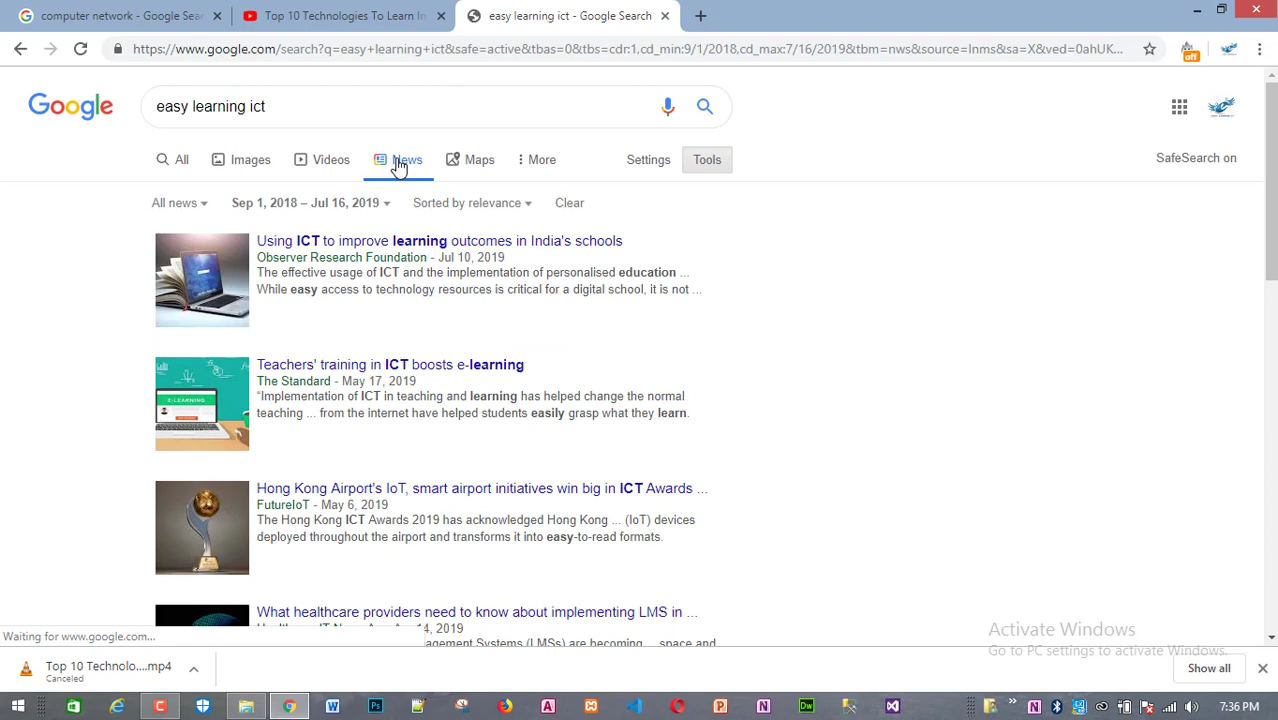 computer network - Google Search
Top 10 Technologies To Learn In
easy learning ict - Google Search
https://www.google.com/search?q=easy+learning+ict&safe=active&tbas=0&tbs=cdr:1,cd_min:9/1/2018,cd_max:7/16/2019&tbm=nws&source=lnms&sa=X&ved=0ahUK...
off
Google
easy learning ict
All
Images
Videos
News
Maps
More
Settings
Tools
SafeSearch on
All news
Sep 1, 2018 – Jul 16, 2019
Sorted by relevance
Clear
Using ICT to improve learning outcomes in India's schools
Observer Research Foundation - Jul 10, 2019
The effective usage of ICT and the implementation of personalised education ...
While easy access to technology resources is critical for a digital school, it is not ...
Teachers' training in ICT boosts e-learning
The Standard - May 17, 2019
“Implementation of ICT in teaching and learning has helped change the normal
teaching ... from the internet have helped students easily grasp what they learn.
E-LEARNING
Hong Kong Airport's IoT, smart airport initiatives win big in ICT Awards ...
FutureIoT - May 6, 2019
The Hong Kong ICT Awards 2019 has acknowledged Hong Kong ... (IoT) devices
deployed throughout the airport and transforms it into easy-to-read formats.
What healthcare providers need to know about implementing LMS in ...
4, 2019
agement Systems (LMSs) are becoming ... space and
Waiting for www.google.com...
Activate Windows
Go to PC settings to activate Windows.
Top 10 Technolo....mp4
Canceled
Show all
7:36 PM